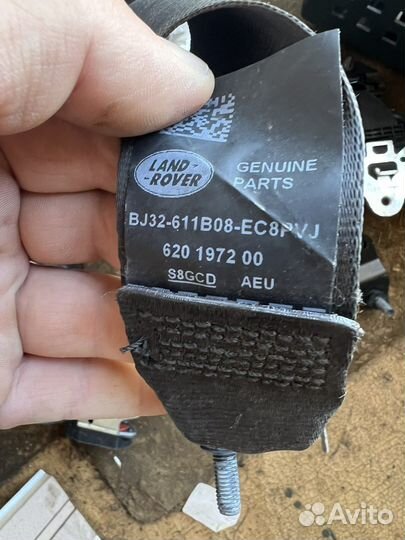 LAND
-ROVER
GENUINE
PARTS
BJ32-611B08-EC8PVJ
620 1972 00
S8GCD AEU
Avito